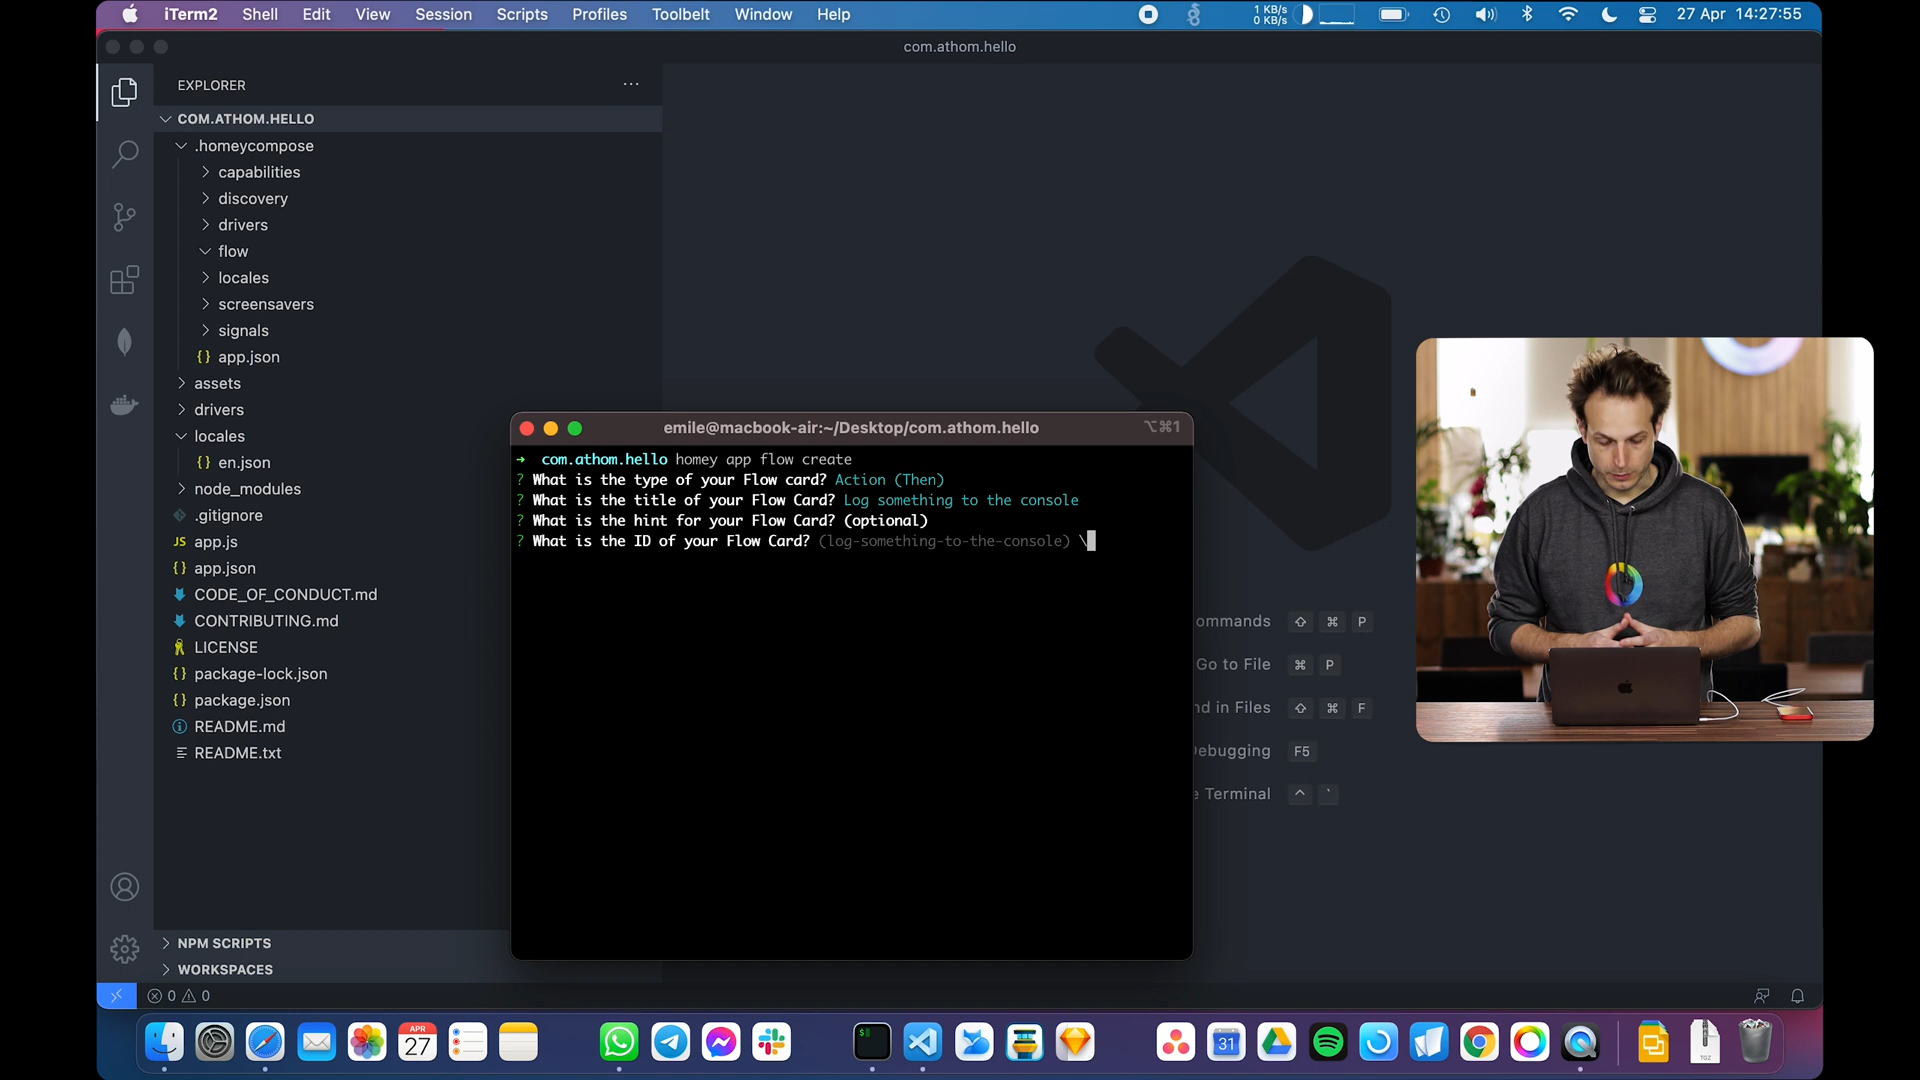 iTerm2 Shell Edit View Session Scripts Profiles Toolbelt Window Help
1 KB/s
0 KB/s
27 Apr 14:27:55
com.athom.hello
EXPLORER
COM.ATHOM.HELLO
.homeycompose
capabilities
discovery
drivers
flow
locales
screensavers
signals
{} app.json
assets
drivers
locales
{} en.json
node_modules
.gitignore
JS app.js
{} app.json
CODE_OF_CONDUCT.md
CONTRIBUTING.md
LICENSE
{} package-lock.json
{} package.json
README.md
README.txt
NPM SCRIPTS
WORKSPACES
0 0
emile@macbook-air:~/Desktop/com.athom.hello ⌥⌘1
→ com.athom.hello homey app flow create
? What is the type of your Flow card? Action (Then)
? What is the title of your Flow Card? Log something to the console
? What is the hint for your Flow Card? (optional)
? What is the ID of your Flow Card? (log-something-to-the-console) \
ommands ⇧ ⌘ P
Go to File ⌘ P
nd in Files ⇧ ⌘ F
ebugging F5
e Terminal ^ `
APR
27
$
31
TGZ